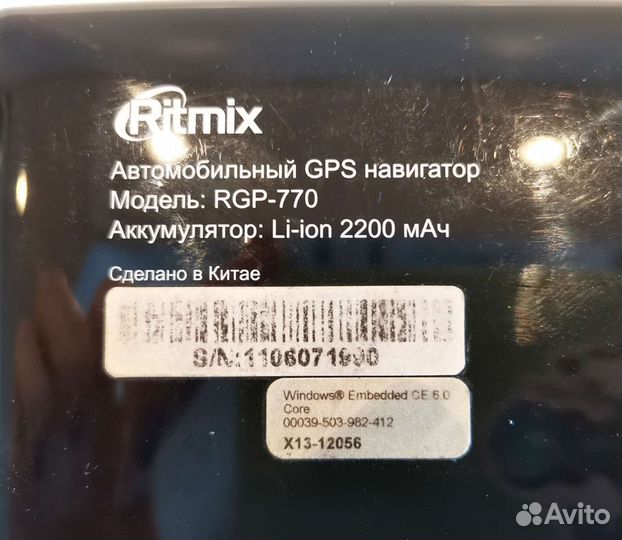 Ritmix
Автомобильный GPS навигатор
Модель: RGP-770
Аккумулятор: Li-ion 2200 мАч
Сделано в Китае
S/N:1106071990
Windows® Embedded CE 6.0
Core
00039-503-982-412
X13-12056
Avito